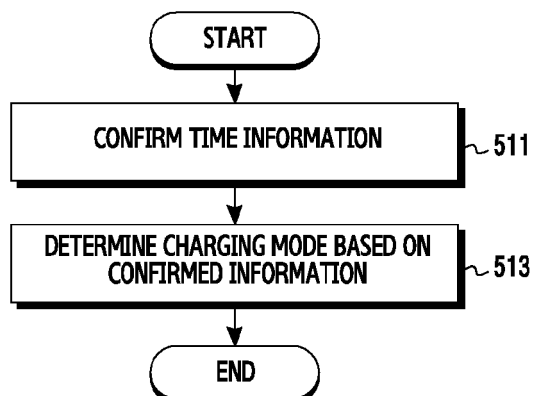 START
CONFIRM TIME INFORMATION
511
DETERMINE CHARGING MODE BASED ON
CONFIRMED INFORMATION
513
END